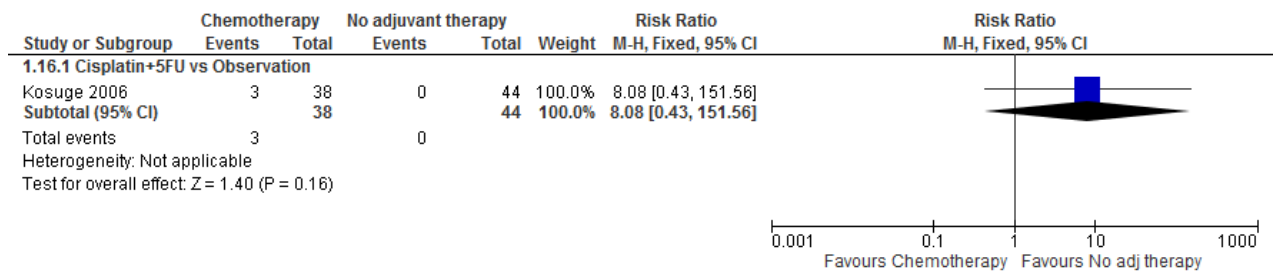 Chemotherapy No adjuvant therapy Risk Ratio Risk Ratio
Study or Subgroup Events Total Events Total Weight M-H, Fixed, 95% CI M-H, Fixed, 95% CI
1.16.1 Cisplatin+5FU vs Observation
Kosuge 2006 3 38 0 44 100.0% 8.08 [0.43, 151.56]
Subtotal (95% CI) 38 44 100.0% 8.08 [0.43, 151.56]
Total events 3 0
Heterogeneity: Not applicable
Test for overall effect: Z = 1.40 (P = 0.16)
0.001 0.1 1 10 1000
Favours Chemotherapy Favours No adj therapy